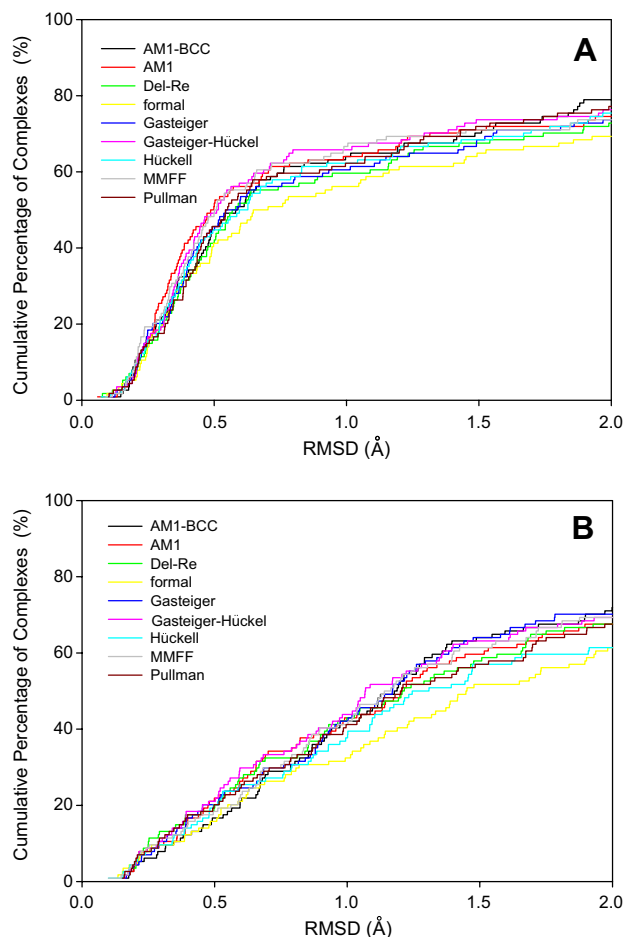 100
A
AM1-BCC
AM1
Del-Re
formal
Gasteiger
Gasteiger-Hückel
Hückell
MMFF
Pullman
80
60
40
20
0
Cumulative Percentage of Complexes (%)
0.0 0.5 1.0 1.5 2.0
RMSD (Å)
100
B
AM1-BCC
AM1
Del-Re
formal
Gasteiger
Gasteiger-Hückel
Hückell
MMFF
Pullman
80
60
40
20
0
Cumulative Percentage of Complexes (%)
0.0 0.5 1.0 1.5 2.0
RMSD (Å)